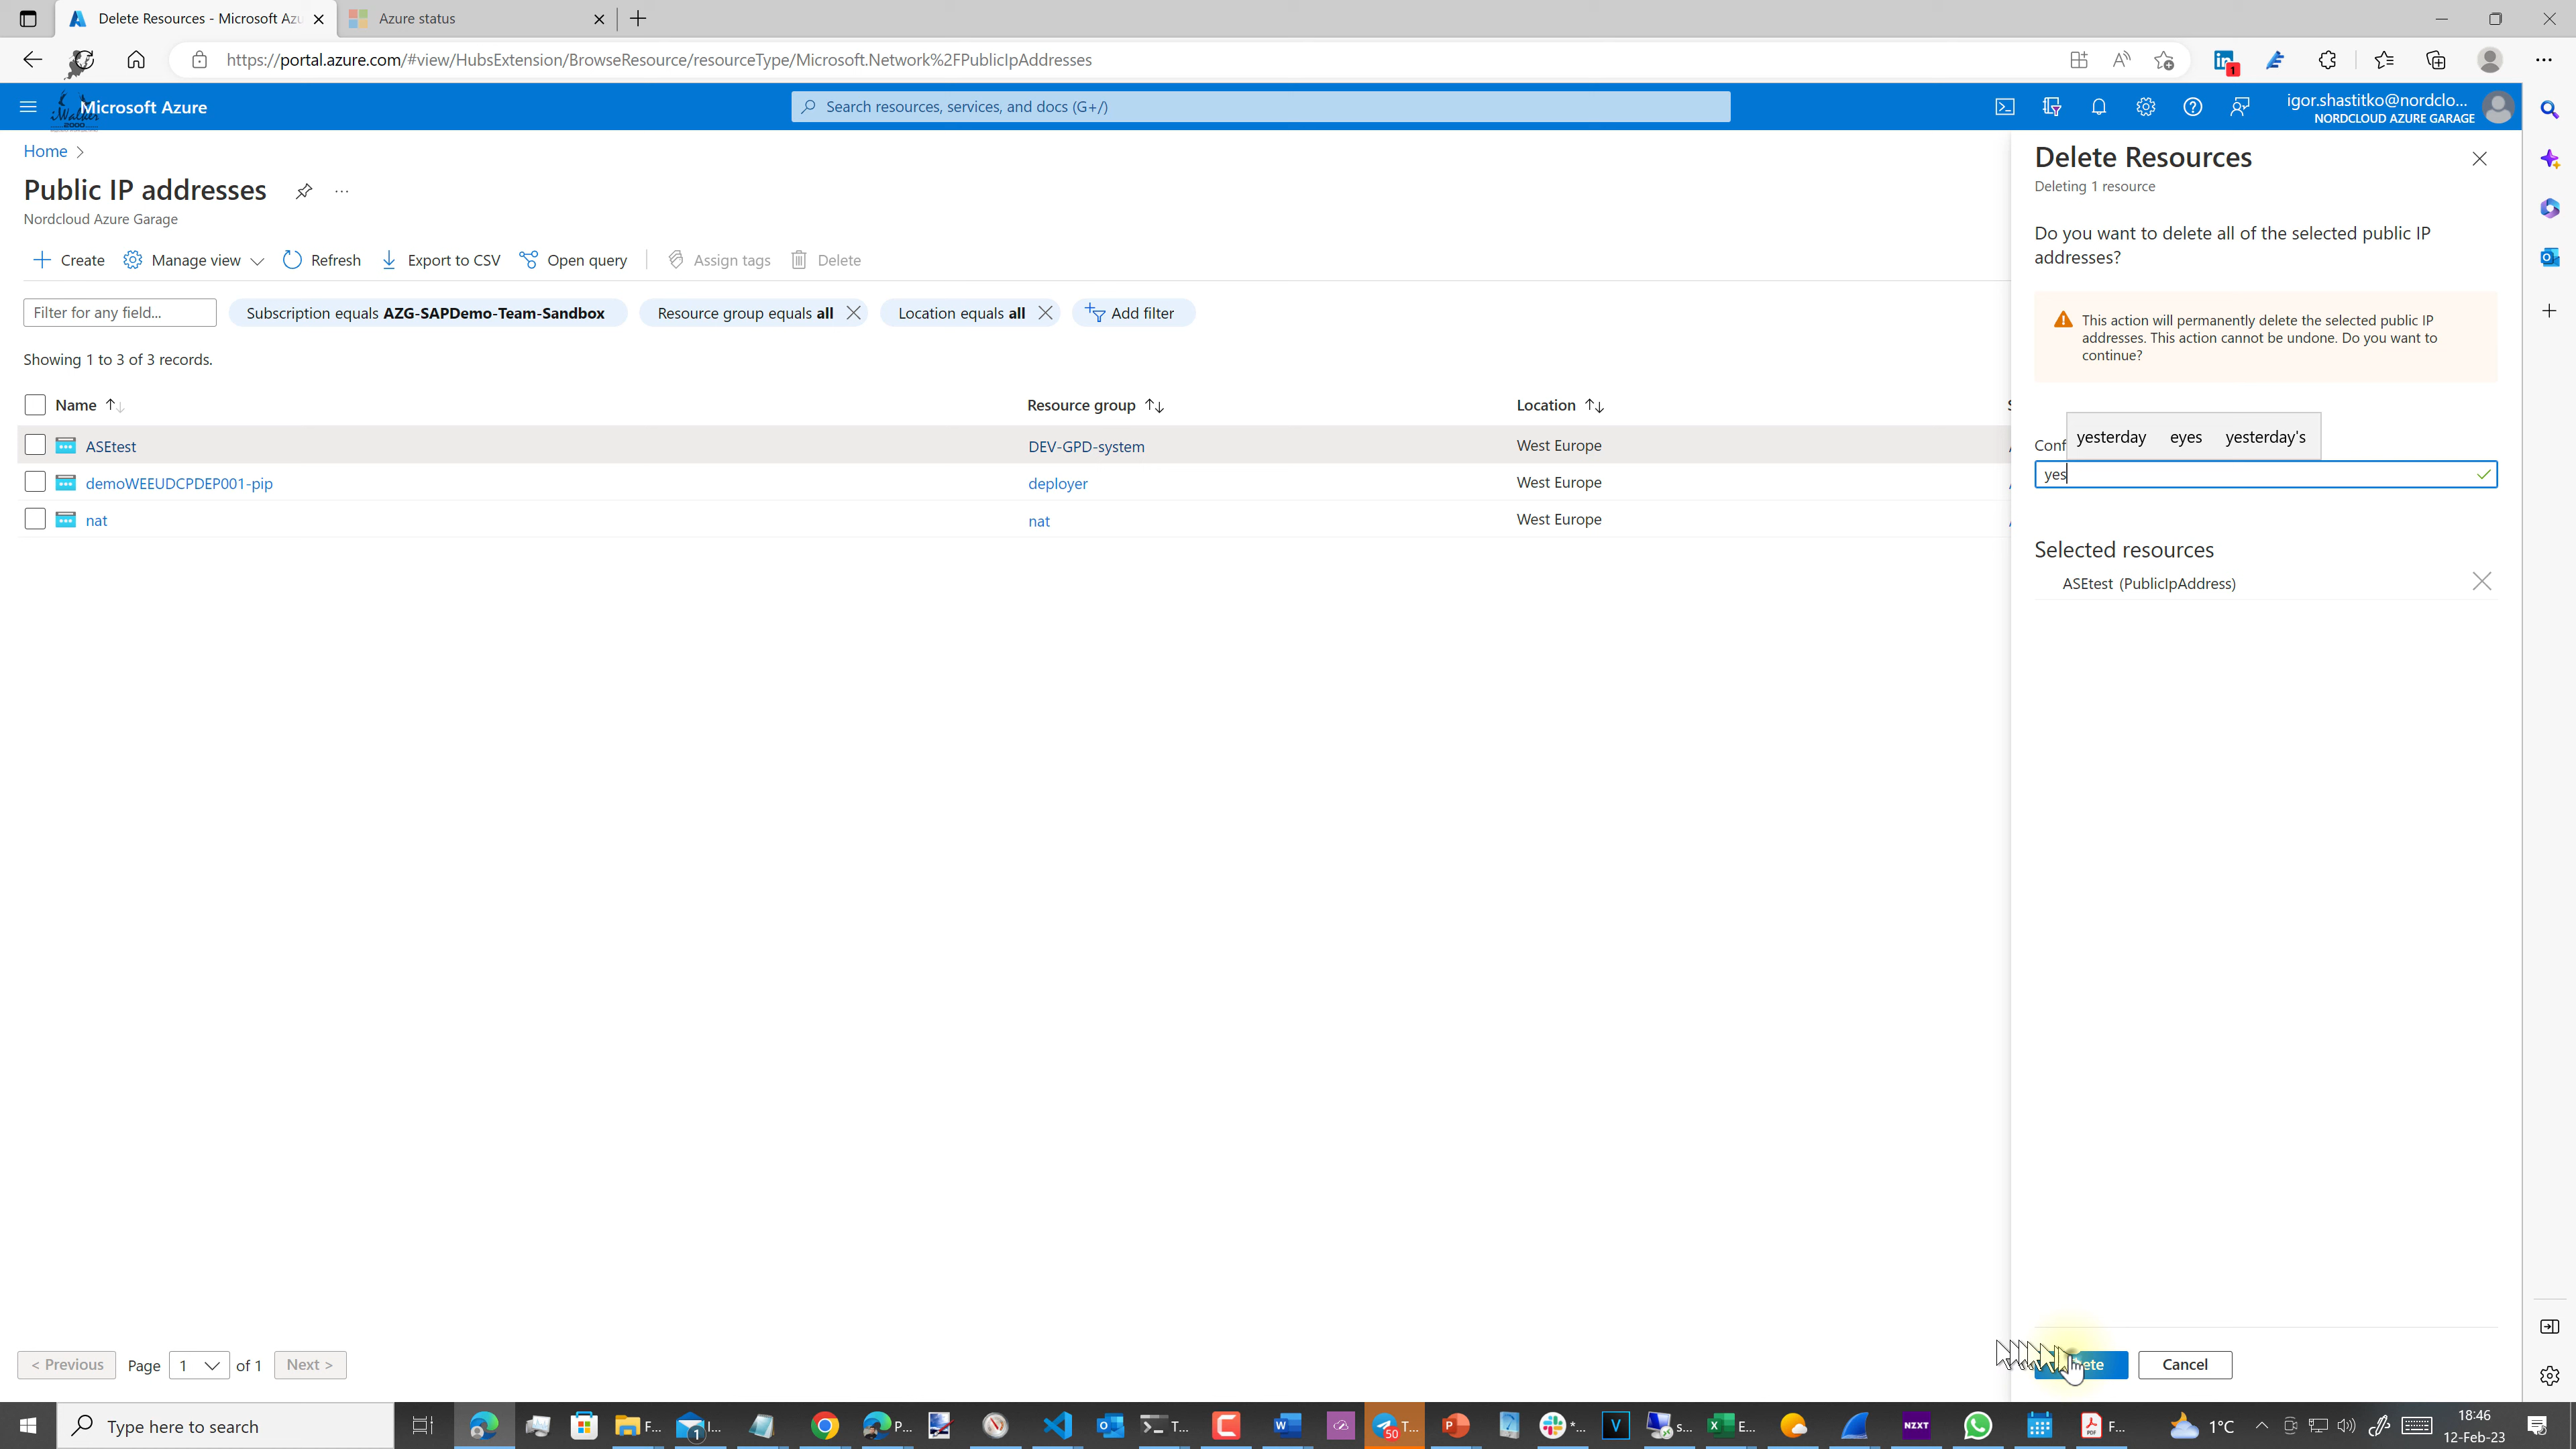 Delete Resources - Microsoft Azu
Azure status
https://portal.azure.com/#view/HubsExtension/BrowseResource/resourceType/Microsoft.Network%2FPublicIpAddresses
1
iWalker
2000
Microsoft Azure
Search resources, services, and docs (G+/)
igor.shastitko@nordclo...
NORDCLOUD AZURE GARAGE
Home
Public IP addresses
Nordcloud Azure Garage
Create
Manage view
Refresh
Export to CSV
Open query
Assign tags
Delete
Filter for any field...
Subscription equals AZG-SAPDemo-Team-Sandbox
Resource group equals all
Location equals all
Add filter
Showing 1 to 3 of 3 records.
Name
Resource group
Location
ASEtest
DEV-GPD-system
West Europe
demoWEEUDCPDEP001-pip
deployer
West Europe
nat
nat
West Europe
< Previous
Page
1
of 1
Next >
Delete Resources
Deleting 1 resource
Do you want to delete all of the selected public IP
addresses?
This action will permanently delete the selected public IP
addresses. This action cannot be undone. Do you want to
continue?
yesterday eyes yesterday's
Conf
yes
Selected resources
ASEtest (PublicIpAddress)
ete
Cancel
Type here to search
F...
1
I...
P...
T...
50
T...
*...
V
s...
E...
NZXT
F...
1°C
18:46
12-Feb-23